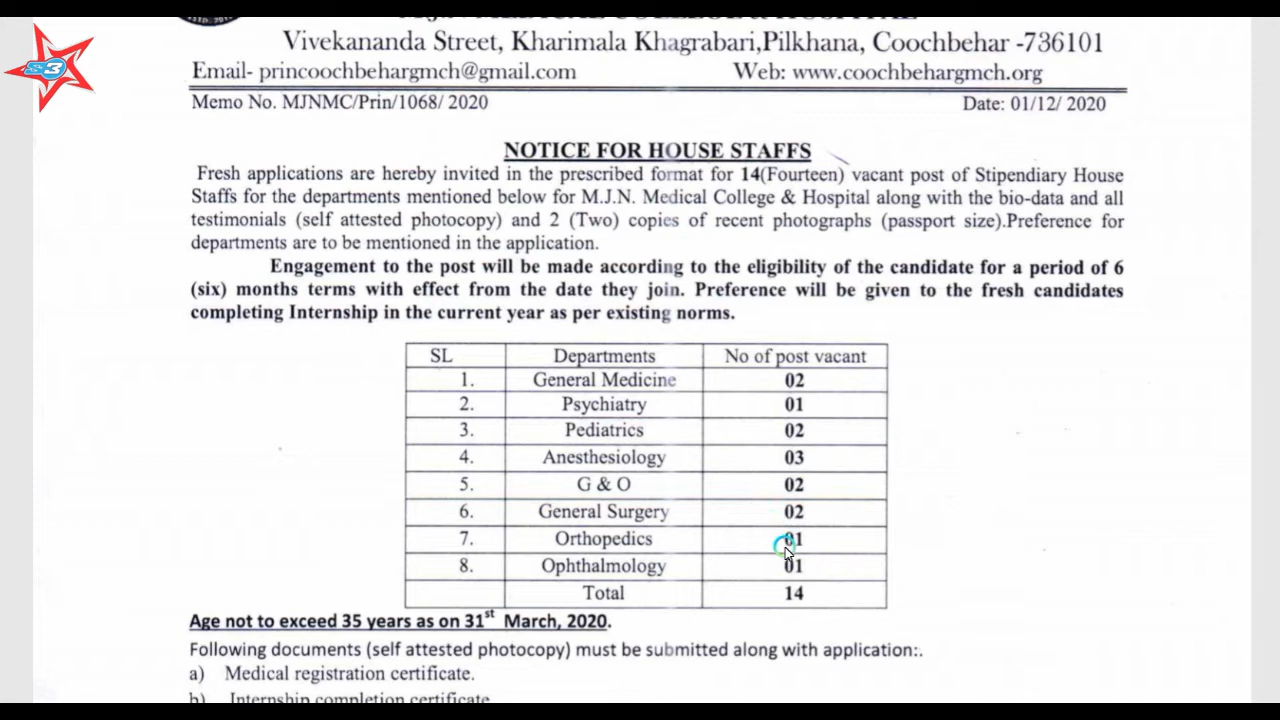 S3
M.J.N. MEDICAL COLLEGE & HOSPITAL
Vivekananda Street, Kharimala Khagrabari,Pilkhana, Coochbehar -736101
Email- princoochbehargmch@gmail.com Web: www.coochbehargmch.org
Memo No. MJNMC/Prin/1068/ 2020 Date: 01/12/ 2020
NOTICE FOR HOUSE STAFFS
Fresh applications are hereby invited in the prescribed format for 14(Fourteen) vacant post of Stipendiary House
Staffs for the departments mentioned below for M.J.N. Medical College & Hospital along with the bio-data and all
testimonials (self attested photocopy) and 2 (Two) copies of recent photographs (passport size).Preference for
departments are to be mentioned in the application.
Engagement to the post will be made according to the eligibility of the candidate for a period of 6
(six) months terms with effect from the date they join. Preference will be given to the fresh candidates
completing Internship in the current year as per existing norms.
SL Departments No of post vacant
1. General Medicine 02
2. Psychiatry 01
3. Pediatrics 02
4. Anesthesiology 03
5. G & O 02
6. General Surgery 02
7. Orthopedics 01
8. Ophthalmology 01
Total 14
Age not to exceed 35 years as on 31st March, 2020.
Following documents (self attested photocopy) must be submitted along with application:.
a) Medical registration certificate.
b) Internship completion certificate